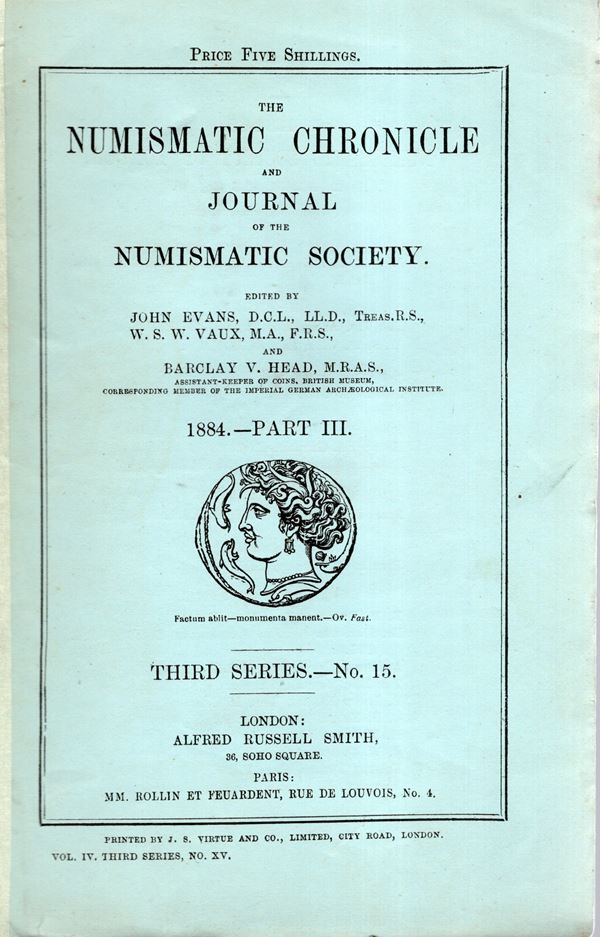 PRICE FIVE SHILLINGS.
THE
NUMISMATIC CHRONICLE
AND
JOURNAL
OF THE
NUMISMATIC SOCIETY.
EDITED BY
JOHN EVANS, D.C.L., LL.D., TREAS.R.S.,
W. S. W. VAUX, M.A., F.R.S.,
AND
BARCLAY V. HEAD, M.R.A.S.,
ASSISTANT-KEEPER OF COINS, BRITISH MUSEUM,
CORRESPONDING MEMBER OF THE IMPERIAL GERMAN ARCHÆOLOGICAL INSTITUTE.
1884.—PART III.
Factum abiit—monumenta manent.—Ov. Fast.
THIRD SERIES.—No. 15.
LONDON:
ALFRED RUSSELL SMITH,
36, SOHO SQUARE.
PARIS:
MM. ROLLIN ET FEUARDENT, RUE DE LOUVOIS, No. 4.
PRINTED BY J. S. VIRTUE AND CO., LIMITED, CITY ROAD, LONDON.
VOL. IV. THIRD SERIES, NO. XV.